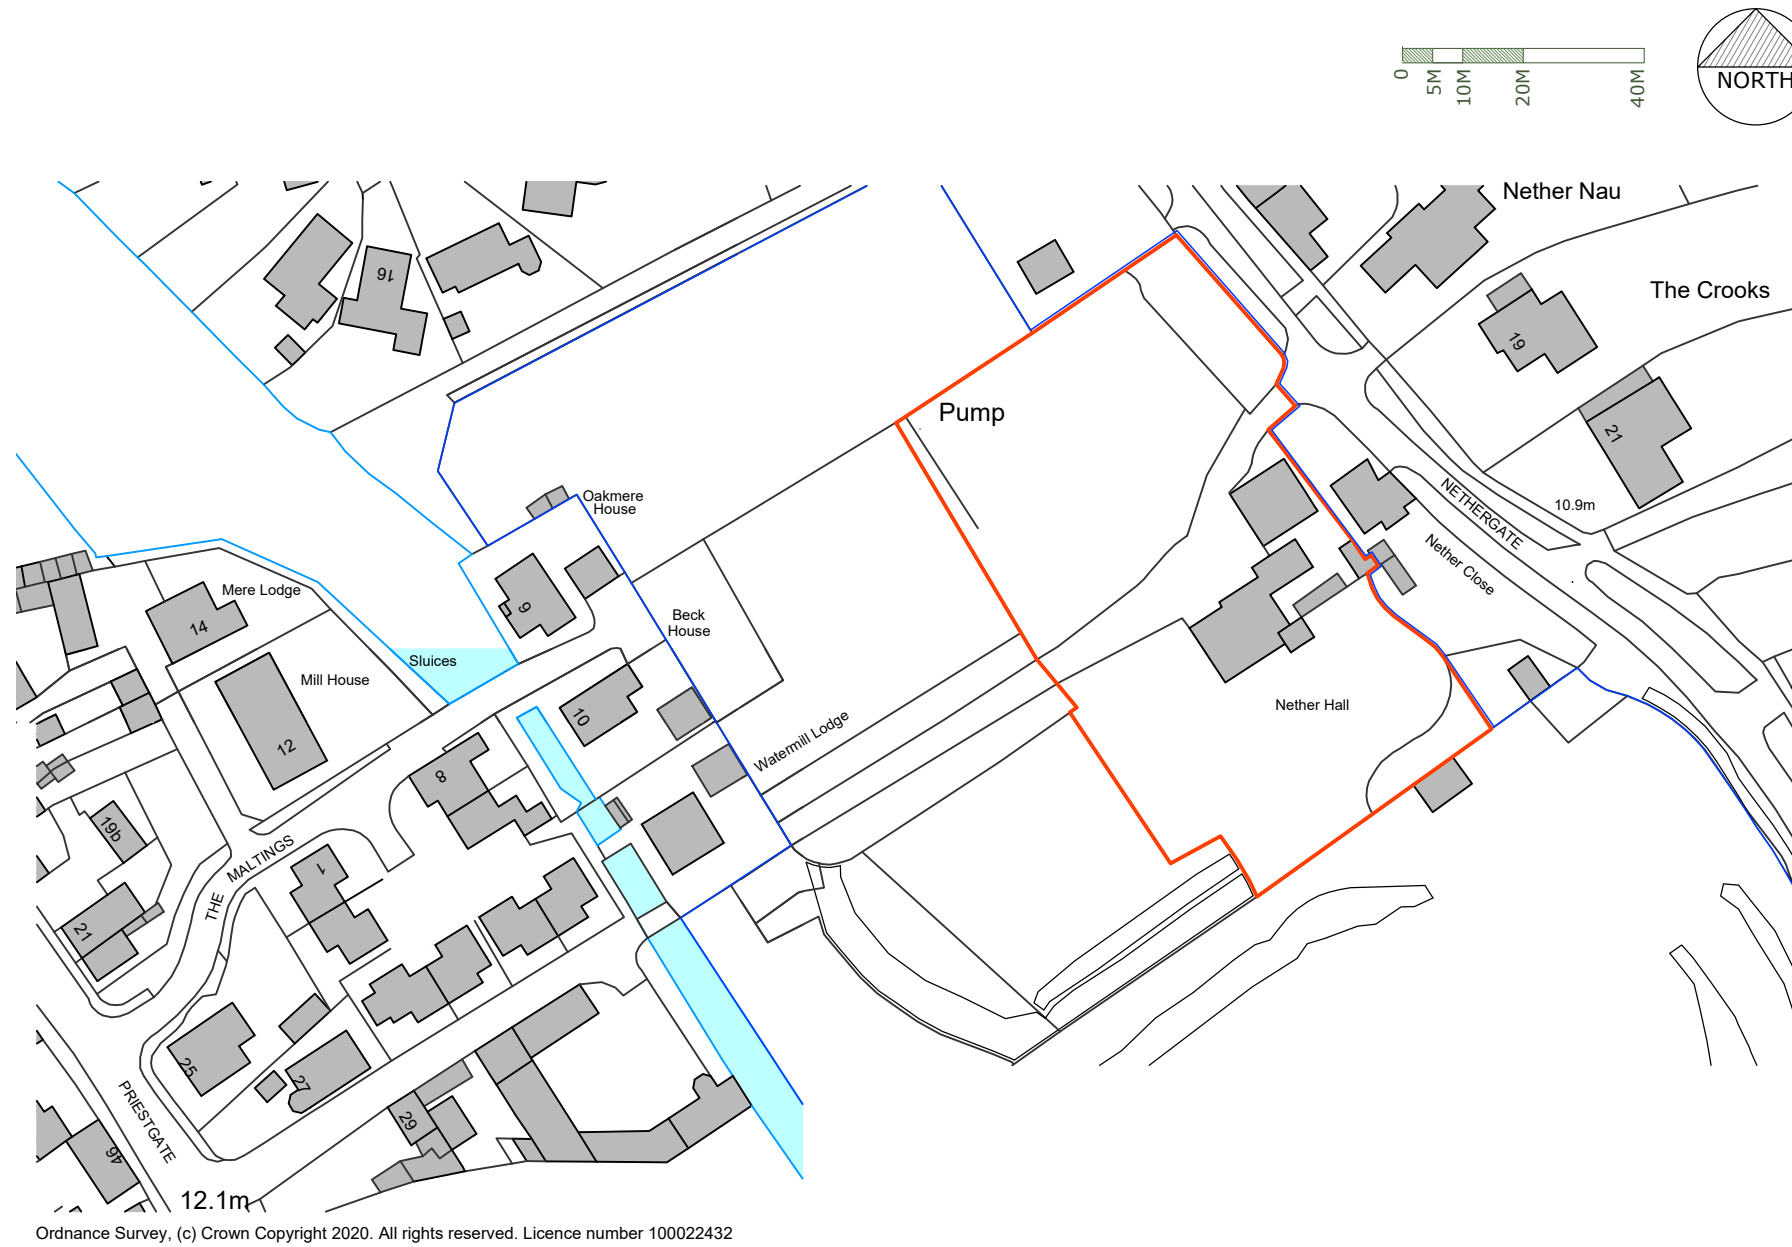 0
5M
10M
20M
40M
NORTH
Nether Nau
The Crooks
16
19
21
Pump
Oakmere
House
NETHERGATE
10.9m
Nether Close
Mere Lodge
14
9
Beck
House
Sluices
Mill House
10
12
Watermill Lodge
Nether Hall
8
19b
THE MALTINGS
1
21
25
27
29
PRIESTGATE
46
12.1m
Ordnance Survey, (c) Crown Copyright 2020. All rights reserved. Licence number 100022432